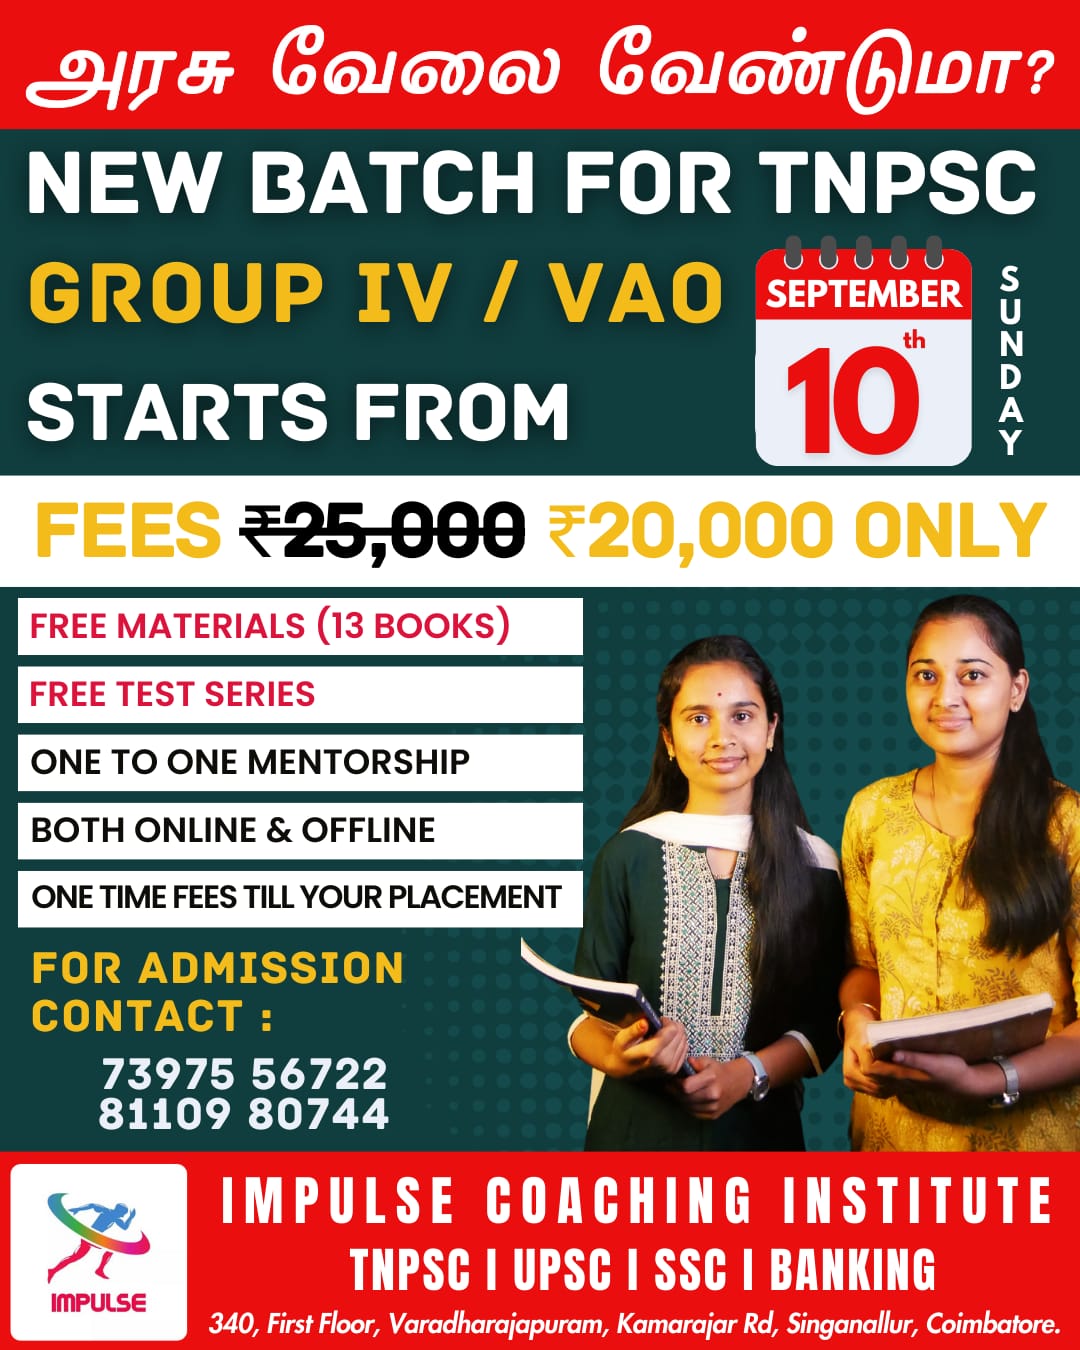 அரசு வேலை வேண்டுமா?
NEW BATCH FOR TNPSC
GROUP IV / VAO
STARTS FROM
SEPTEMBER
10th
SUNDAY
FEES ₹25,000 ₹20,000 ONLY
FREE MATERIALS (13 BOOKS)
FREE TEST SERIES
ONE TO ONE MENTORSHIP
BOTH ONLINE & OFFLINE
ONE TIME FEES TILL YOUR PLACEMENT
FOR ADMISSION
CONTACT :
73975 56722
81109 80744
IMPULSE
IMPULSE COACHING INSTITUTE
TNPSC | UPSC | SSC | BANKING
340, First Floor, Varadharajapuram, Kamarajar Rd, Singanallur, Coimbatore.